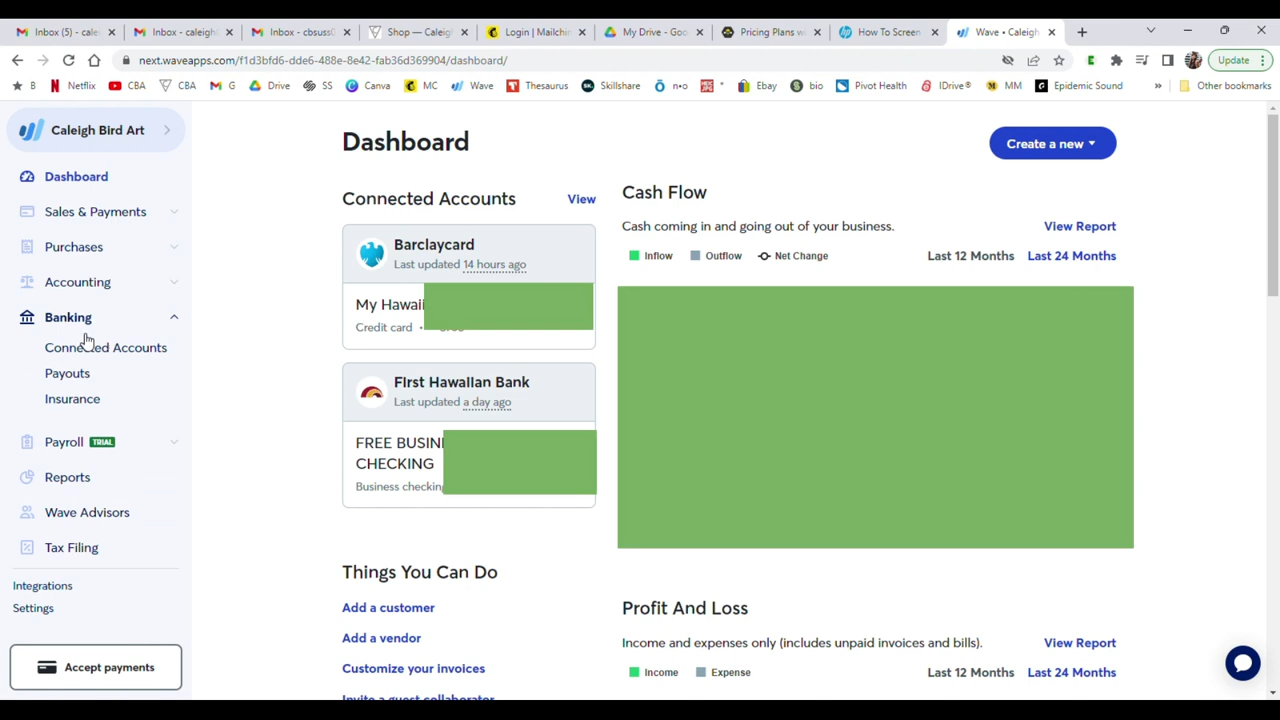 Inbox (5) - cale
Inbox - caleigh
Inbox - cbsuss
Shop — Caleig
Login | Mailchi
My Drive - Goo
Pricing Plans w
How To Screen
Wave • Caleigh
next.waveapps.com/f1d3bfd6-dde6-488e-8e42-fab36d369904/dashboard/
Update
B
Netflix
CBA
CBA
G
Drive
SS
Canva
MC
Wave
Thesaurus
Skillshare
n•o
Ebay
bio
Pivot Health
IDrive®
MM
Epidemic Sound
Other bookmarks
Caleigh Bird Art
Dashboard
Sales & Payments
Purchases
Accounting
Banking
Connected Accounts
Payouts
Insurance
Payroll TRIAL
Reports
Wave Advisors
Tax Filing
Integrations
Settings
Accept payments
Dashboard
Create a new
Connected Accounts
View
Barclaycard
Last updated 14 hours ago
My Hawaii
Credit card •
First Hawaiian Bank
Last updated a day ago
FREE BUSIN
CHECKING
Business checkin
Things You Can Do
Add a customer
Add a vendor
Customize your invoices
Invite a guest collaborator
Cash Flow
Cash coming in and going out of your business.
View Report
Inflow
Outflow
Net Change
Last 12 Months
Last 24 Months
Profit And Loss
Income and expenses only (includes unpaid invoices and bills).
View Report
Income
Expense
Last 12 Months
Last 24 Months